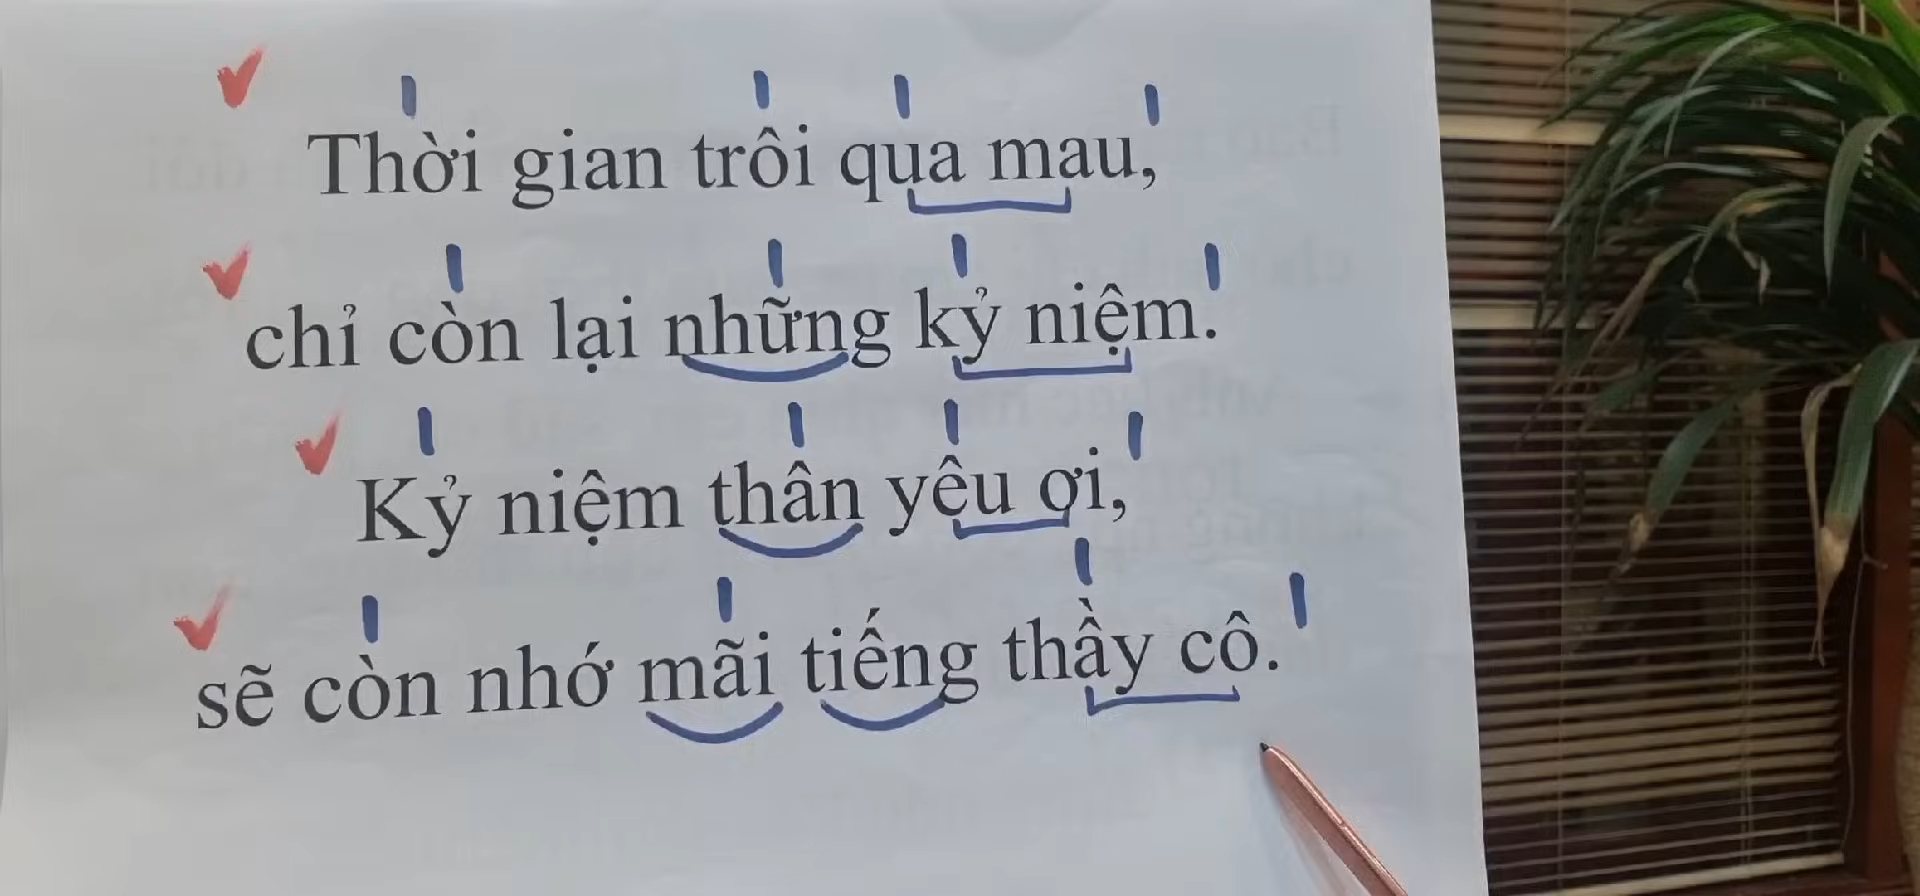 Thời gian trôi qua mau,
chỉ còn lại những kỷ niệm.
Kỷ niệm thân yêu ơi,
sẽ còn nhớ mãi tiếng thầy cô.